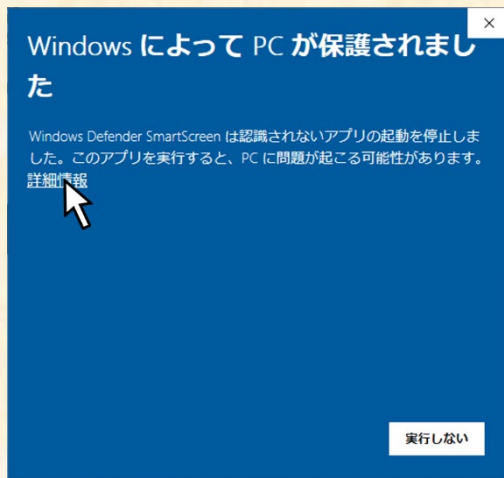 Windows によって PC が保護されまし
た
Windows Defender SmartScreen は認識されないアプリの起動を停止しま
した。このアプリを実行すると、PC に問題が起こる可能性があります。
詳細情報
実行しない